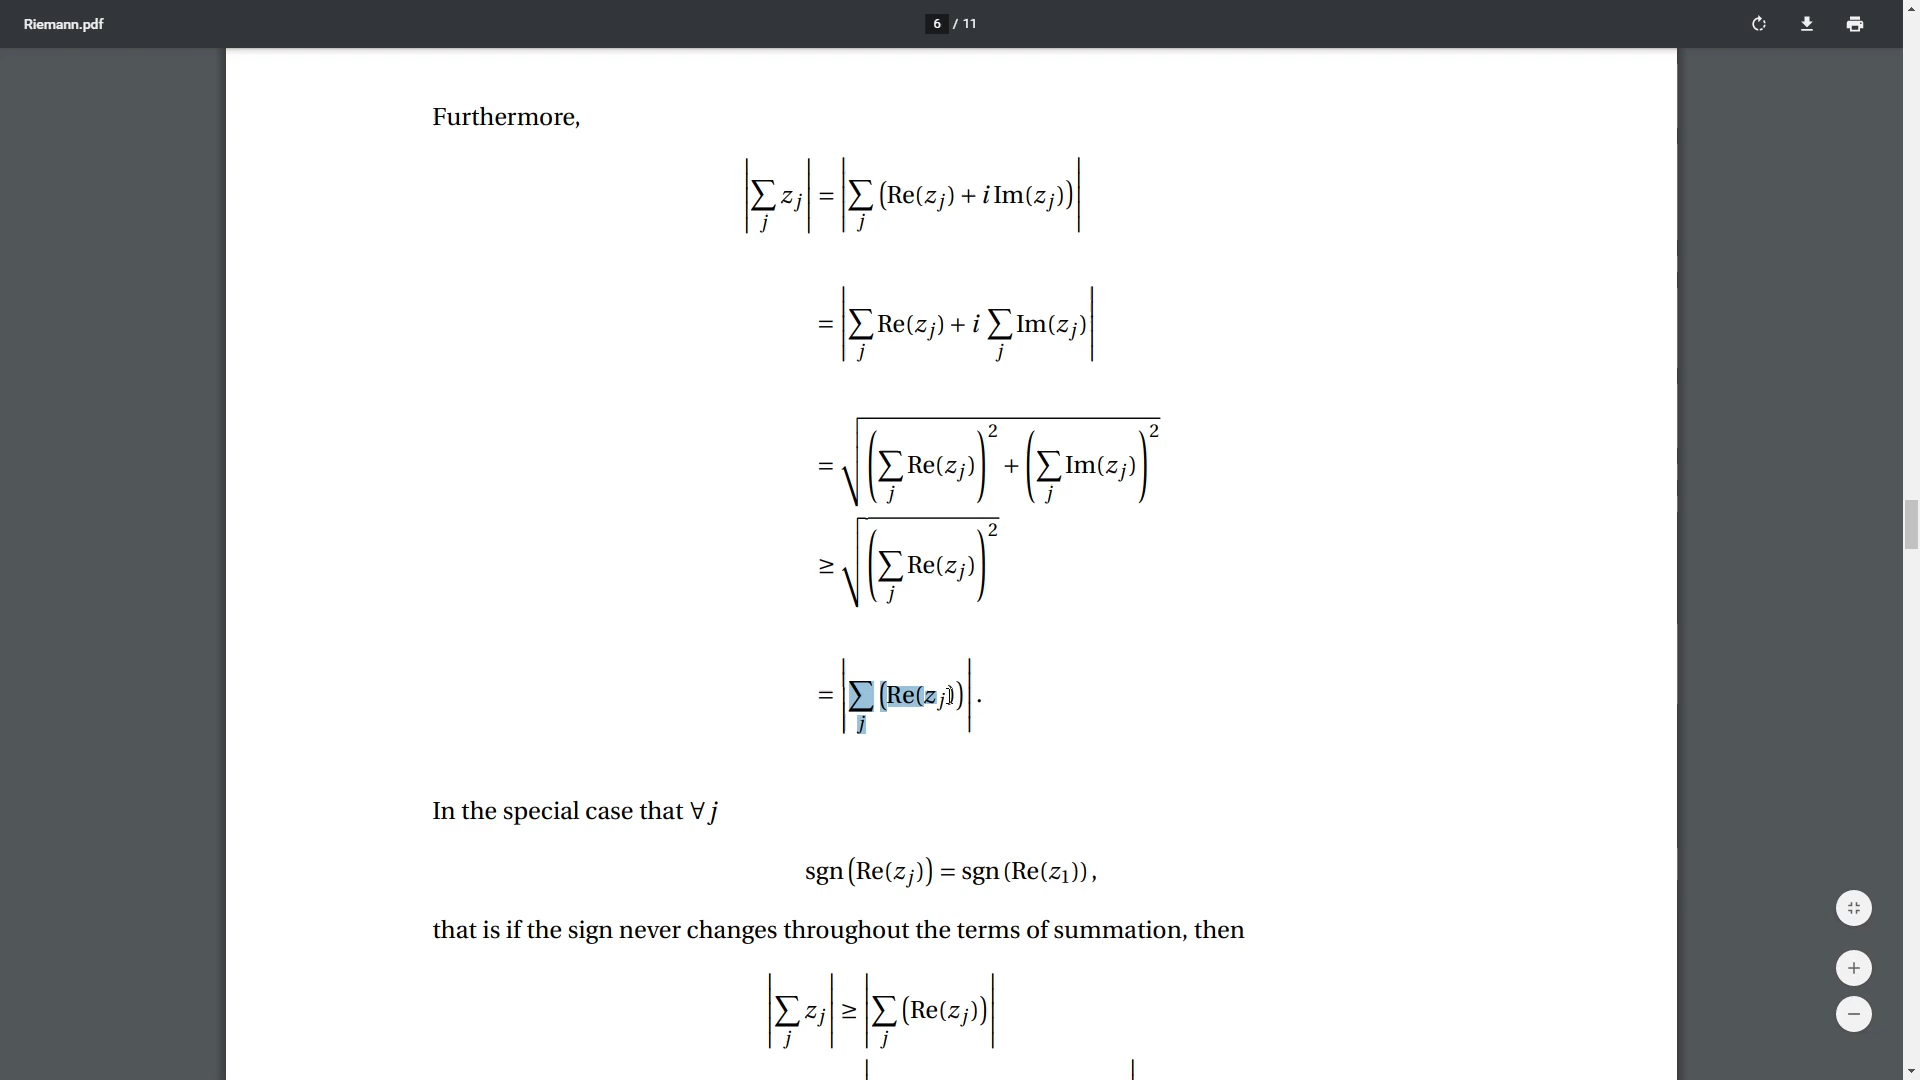 Riemann.pdf
6 / 11
Furthermore,
|∑_j z_j| = |∑_j (Re(z_j) + i Im(z_j))|
= |∑_j Re(z_j) + i ∑_j Im(z_j)|
= √((∑_j Re(z_j))² + (∑_j Im(z_j))²)
≥ √((∑_j Re(z_j))²)
= |∑_j (Re(z_j))|.
In the special case that ∀ j
sgn (Re(z_j)) = sgn (Re(z_1)),
that is if the sign never changes throughout the terms of summation, then
|∑_j z_j| ≥ |∑_j (Re(z_j))|